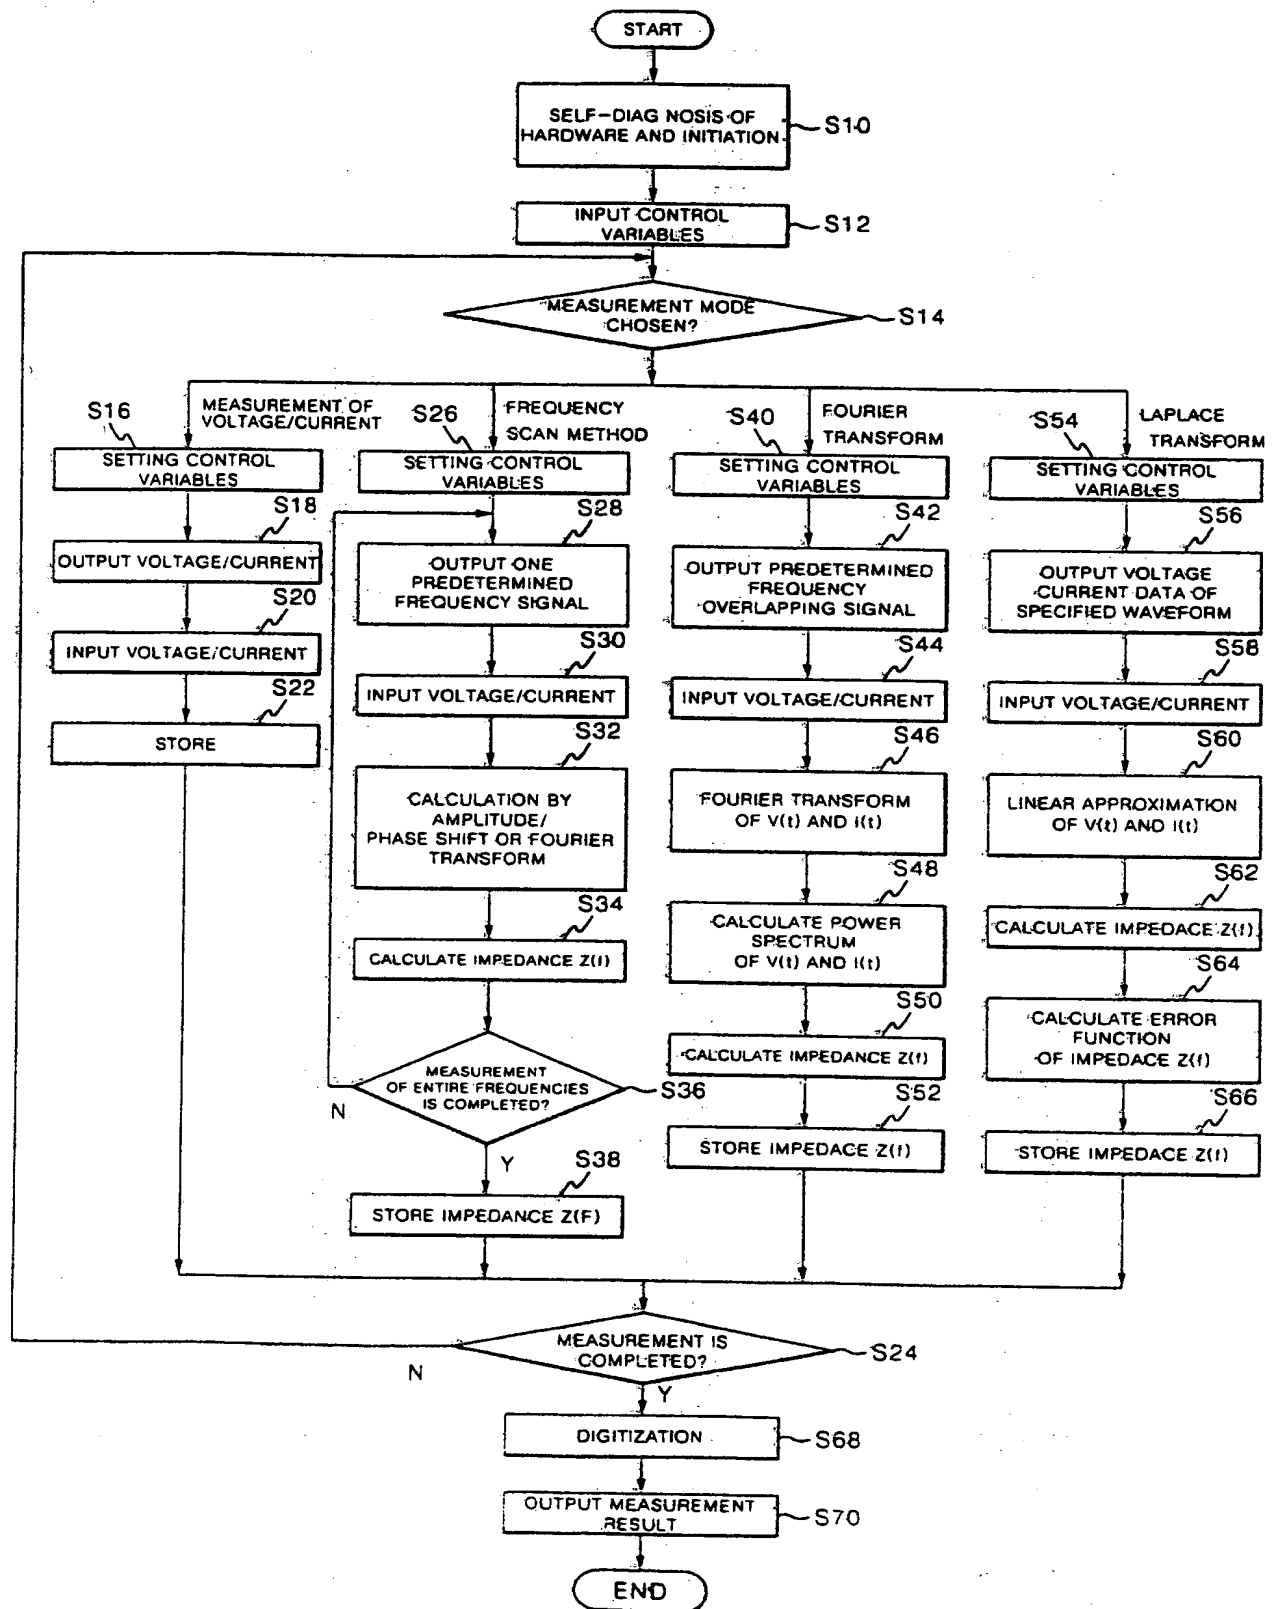 START
SELF-DIAG NOSIS OF
HARDWARE AND INITIATION
S10
INPUT CONTROL
VARIABLES
S12
MEASUREMENT MODE
CHOSEN?
S14
MEASUREMENT OF
VOLTAGE/CURRENT
S16
SETTING CONTROL
VARIABLES
S18
OUTPUT VOLTAGE/CURRENT
S20
INPUT VOLTAGE/CURRENT
S22
STORE
FREQUENCY
SCAN METHOD
S26
SETTING CONTROL
VARIABLES
S28
OUTPUT ONE
PREDETERMINED
FREQUENCY SIGNAL
S30
INPUT VOLTAGE/CURRENT
S32
CALCULATION BY
AMPLITUDE/
PHASE SHIFT OR FOURIER
TRANSFORM
S34
CALCULATE IMPEDANCE Z(f)
MEASUREMENT
OF ENTIRE FREQUENCIES
IS COMPLETED?
S36
N
Y
S38
STORE IMPEDANCE Z(F)
FOURIER
TRANSFORM
S40
SETTING CONTROL
VARIABLES
S42
OUTPUT PREDETERMINED
FREQUENCY
OVERLAPPING SIGNAL
S44
INPUT VOLTAGE/CURRENT
S46
FOURIER TRANSFORM
OF V(t) AND I(t)
S48
CALCULATE POWER
SPECTRUM
OF V(t) AND I(t)
S50
CALCULATE IMPEDANCE Z(f)
S52
STORE IMPEDACE Z(f)
LAPLACE
TRANSFORM
S54
SETTING CONTROL
VARIABLES
S56
OUTPUT VOLTAGE
CURRENT DATA OF
SPECIFIED WAVEFORM
S58
INPUT VOLTAGE/CURRENT
S60
LINEAR APPROXIMATION
OF V(t) AND I(t)
S62
CALCULATE IMPEDACE Z(f)
S64
CALCULATE ERROR
FUNCTION
OF IMPEDACE Z(f)
S66
STORE IMPEDACE Z(f)
MEASUREMENT IS
COMPLETED?
S24
N
Y
DIGITIZATION
S68
OUTPUT MEASUREMENT
RESULT
S70
END